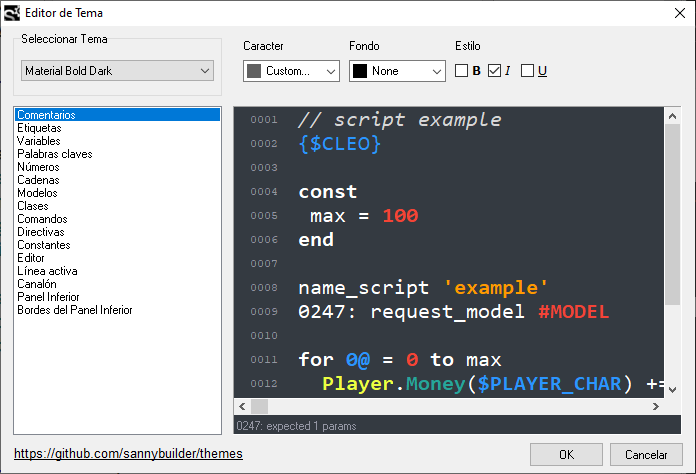 Editor de Tema
Seleccionar Tema
Material Bold Dark
Caracter
Custom...
Fondo
None
Estilo
B
I
U
Comentarios
Etiquetas
Variables
Palabras claves
Números
Cadenas
Modelos
Clases
Comandos
Directivas
Constantes
Editor
Línea activa
Canalón
Panel Inferior
Bordes del Panel Inferior
0001 // script example
0002 {$CLEO}
0003
0004 const
0005 max = 100
0006 end
0007
0008 name_script 'example'
0009 0247: request_model #MODEL
0010
0011 for 0@ = 0 to max
0012 Player.Money($PLAYER_CHAR) +=
0247: expected 1 params
https://github.com/sannybuilder/themes
OK
Cancelar